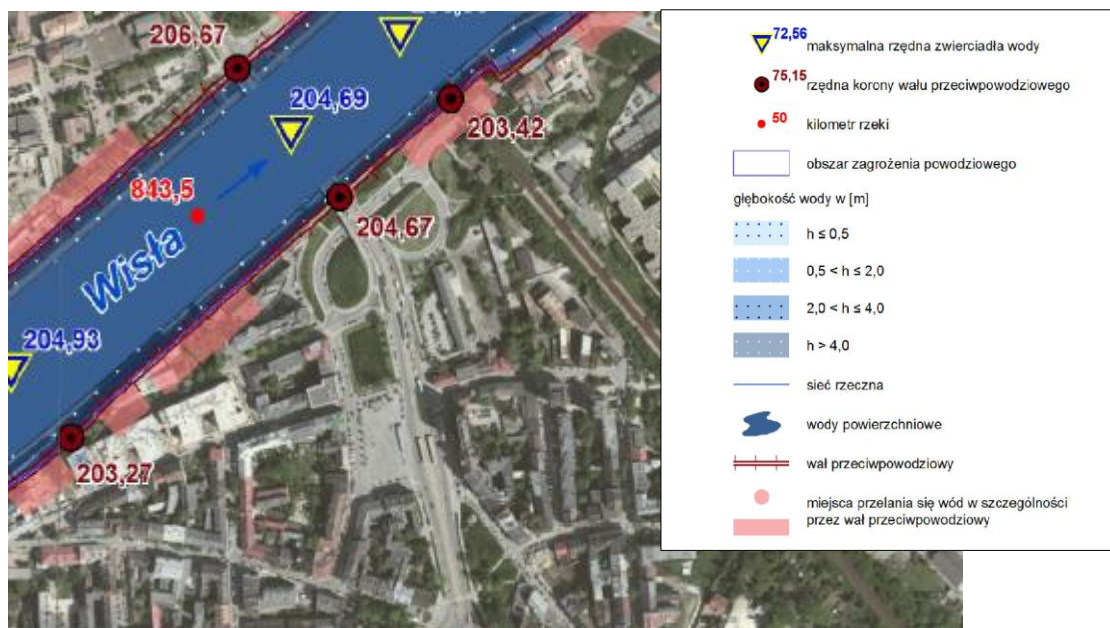 206,67
204,69
203,42
843,5
204,67
Wisła
204,93
203,27
72,56
maksymalna rzędna zwierciadła wody
75,15
rzędna korony wału przeciwpowodziowego
50
kilometr rzeki
obszar zagrożenia powodziowego
głębokość wody w [m]
h ≤ 0,5
0,5 < h ≤ 2,0
2,0 < h ≤ 4,0
h > 4,0
sieć rzeczna
wody powierzchniowe
wał przeciwpowodziowy
miejsca przelania się wód w szczególności
przez wał przeciwpowodziowy